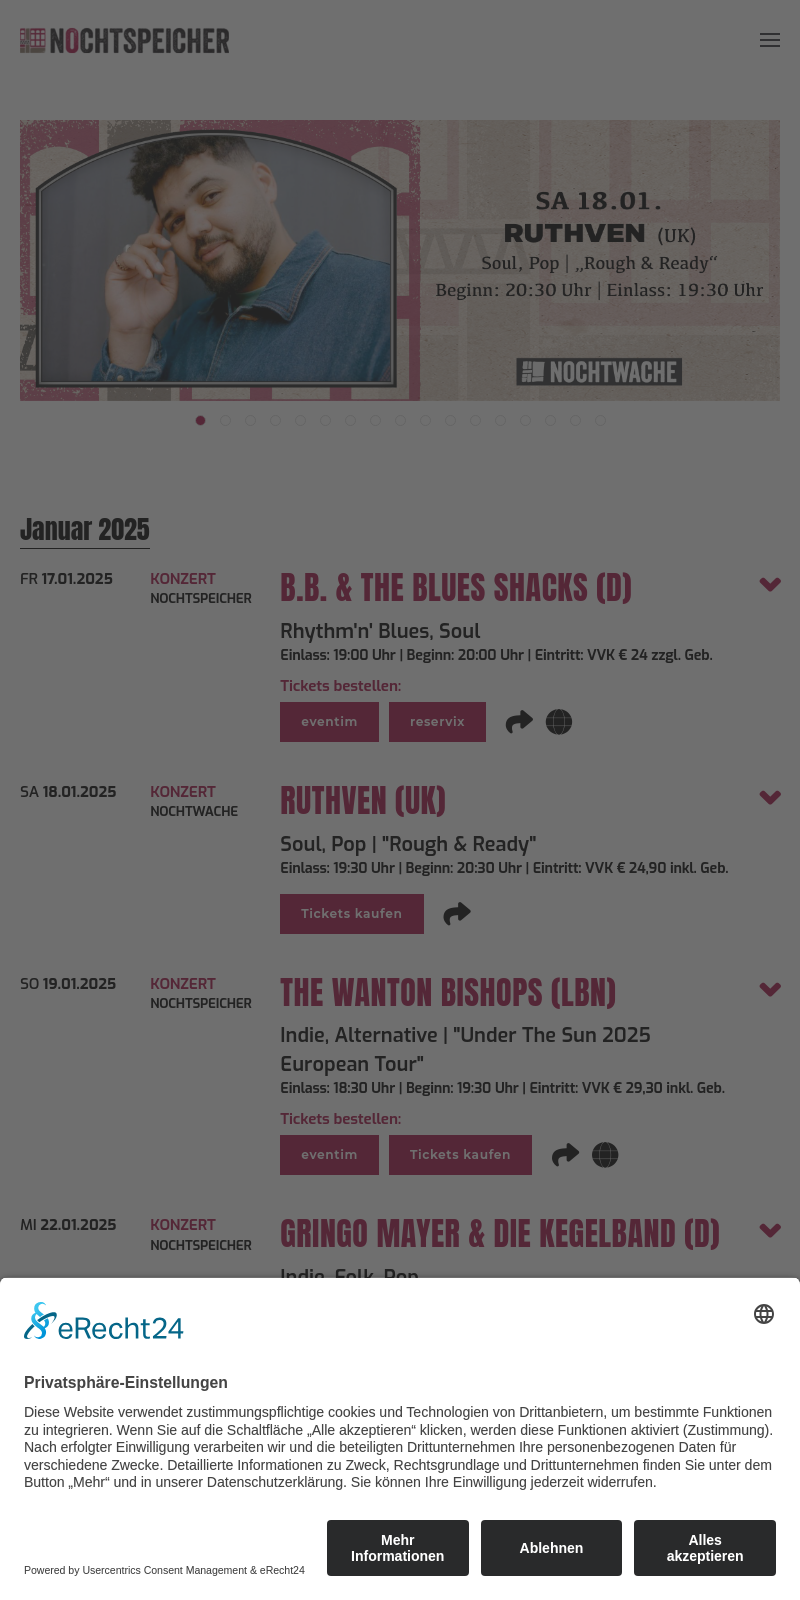 NOCHTSPEICHER
SA 18.01.
RUTHVEN (UK)
Soul, Pop | „Rough & Ready“
Beginn: 20:30 Uhr | Einlass: 19:30 Uhr
NOCHTWACHE
Januar 2025
FR 17.01.2025
KONZERT
NOCHTSPEICHER
B.B. & THE BLUES SHACKS (D)
Rhythm'n' Blues, Soul
Einlass: 19:00 Uhr | Beginn: 20:00 Uhr | Eintritt: VVK € 24 zzgl. Geb.
Tickets bestellen:
eventim
reservix
SA 18.01.2025
KONZERT
NOCHTWACHE
RUTHVEN (UK)
Soul, Pop | "Rough & Ready"
Einlass: 19:30 Uhr | Beginn: 20:30 Uhr | Eintritt: VVK € 24,90 inkl. Geb.
Tickets kaufen
SO 19.01.2025
KONZERT
NOCHTSPEICHER
THE WANTON BISHOPS (LBN)
Indie, Alternative | "Under The Sun 2025
European Tour"
Einlass: 18:30 Uhr | Beginn: 19:30 Uhr | Eintritt: VVK € 29,30 inkl. Geb.
Tickets bestellen:
eventim
Tickets kaufen
MI 22.01.2025
KONZERT
NOCHTSPEICHER
GRINGO MAYER & DIE KEGELBAND (D)
Indie, Folk, Pop
eRecht24
Privatsphäre-Einstellungen
Diese Website verwendet zustimmungspflichtige cookies und Technologien von Drittanbietern, um bestimmte Funktionen
zu integrieren. Wenn Sie auf die Schaltfläche „Alle akzeptieren“ klicken, werden diese Funktionen aktiviert (Zustimmung).
Nach erfolgter Einwilligung verarbeiten wir und die beteiligten Drittunternehmen Ihre personenbezogenen Daten für
verschiedene Zwecke. Detaillierte Informationen zu Zweck, Rechtsgrundlage und Drittunternehmen finden Sie unter dem
Button „Mehr“ und in unserer Datenschutzerklärung. Sie können Ihre Einwilligung jederzeit widerrufen.
Mehr
Informationen
Ablehnen
Alles
akzeptieren
Powered by Usercentrics Consent Management & eRecht24